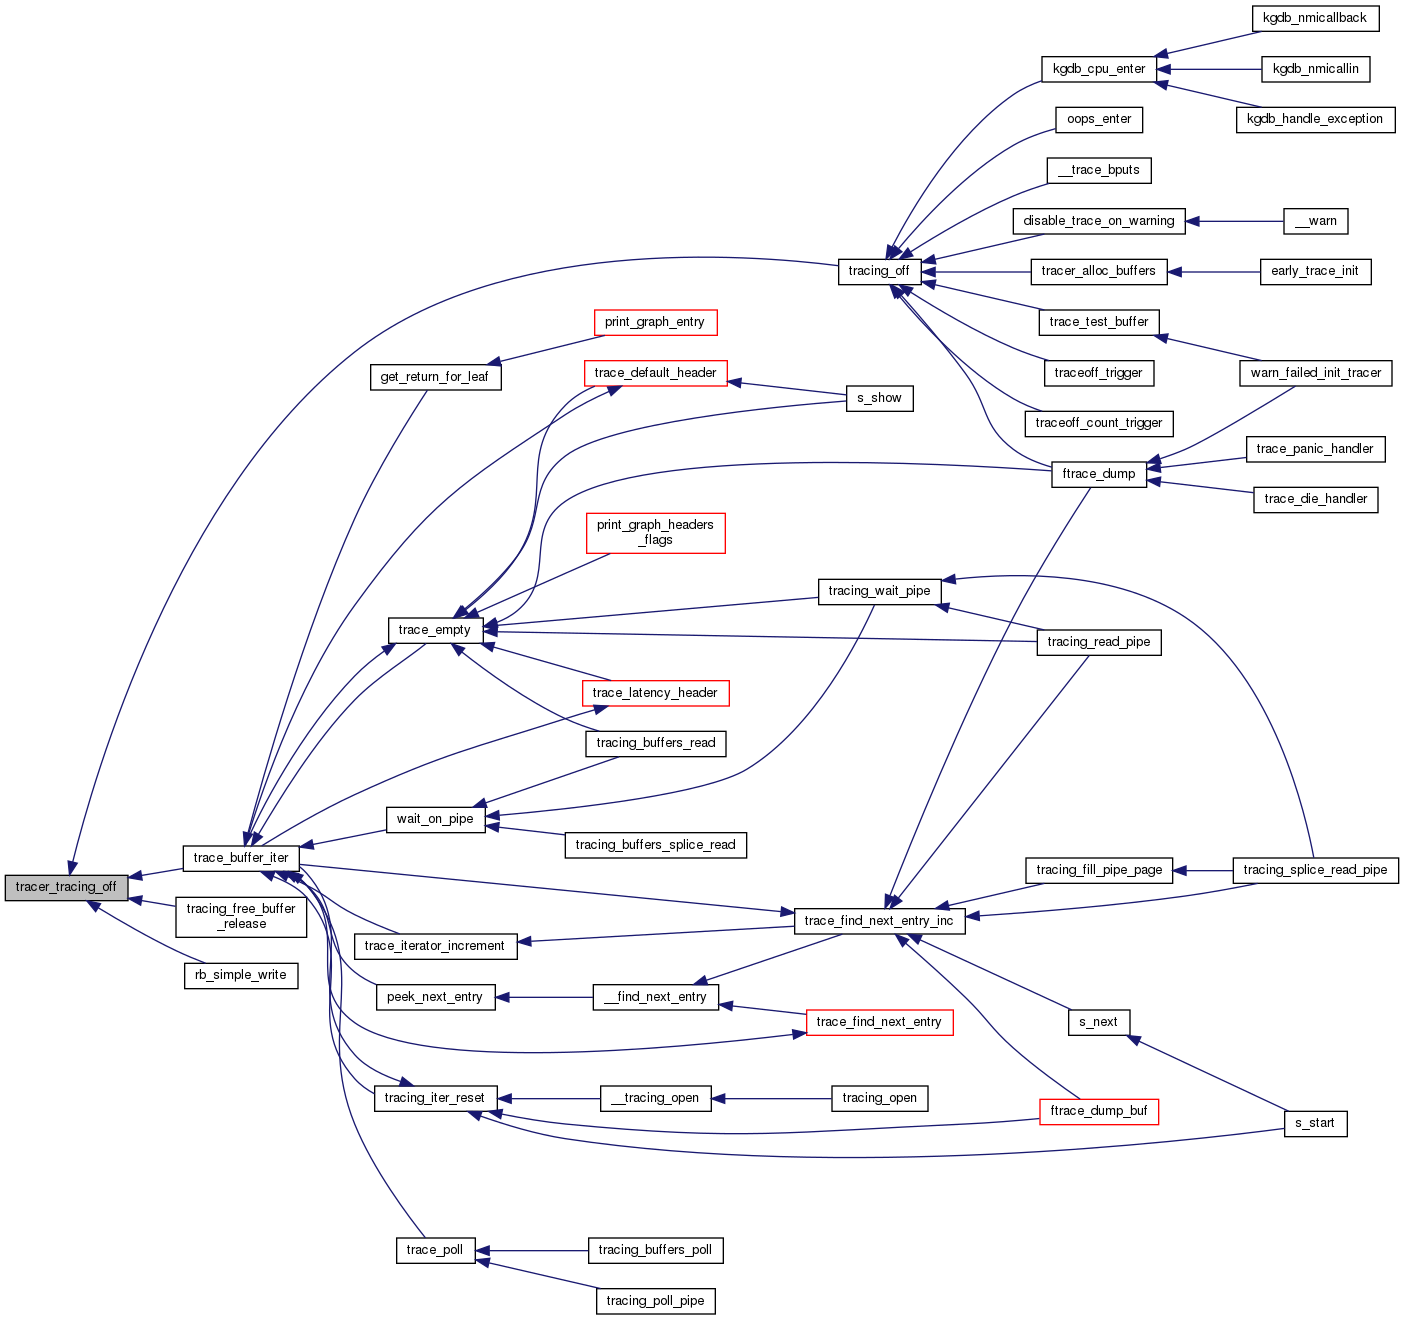 kgdb_nmicallback
kgdb_cpu_enter
kgdb_nmicallin
oops_enter
kgdb_handle_exception
__trace_bputs
disable_trace_on_warning
__warn
tracing_off
tracer_alloc_buffers
early_trace_init
print_graph_entry
trace_test_buffer
get_return_for_leaf
trace_default_header
traceoff_trigger
warn_failed_init_tracer
s_show
traceoff_count_trigger
trace_panic_handler
ftrace_dump
trace_die_handler
print_graph_headers
_flags
tracing_wait_pipe
trace_empty
tracing_read_pipe
trace_latency_header
tracing_buffers_read
wait_on_pipe
tracing_buffers_splice_read
trace_buffer_iter
tracing_fill_pipe_page
tracing_splice_read_pipe
tracer_tracing_off
tracing_free_buffer
_release
trace_find_next_entry_inc
trace_iterator_increment
rb_simple_write
peek_next_entry
__find_next_entry
trace_find_next_entry
s_next
tracing_iter_reset
__tracing_open
tracing_open
ftrace_dump_buf
s_start
trace_poll
tracing_buffers_poll
tracing_poll_pipe